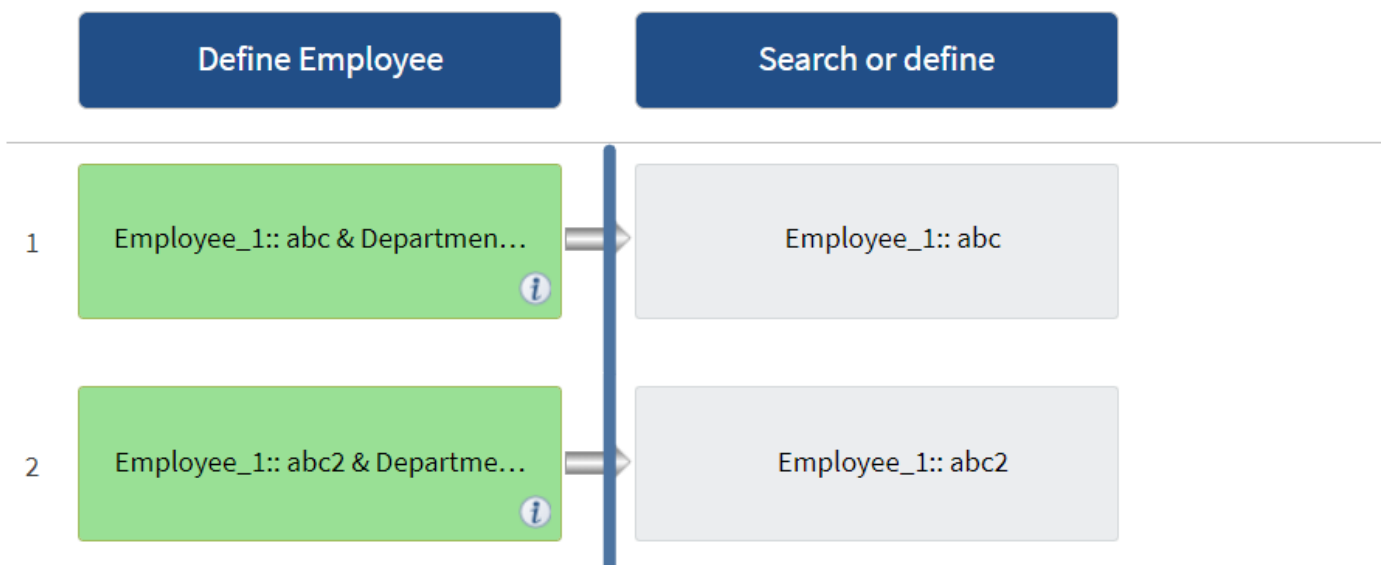 Define Employee
Search or define
1
Employee_1:: abc & Departmen...
Employee_1:: abc
i
2
Employee_1:: abc2 & Departme...
Employee_1:: abc2
i